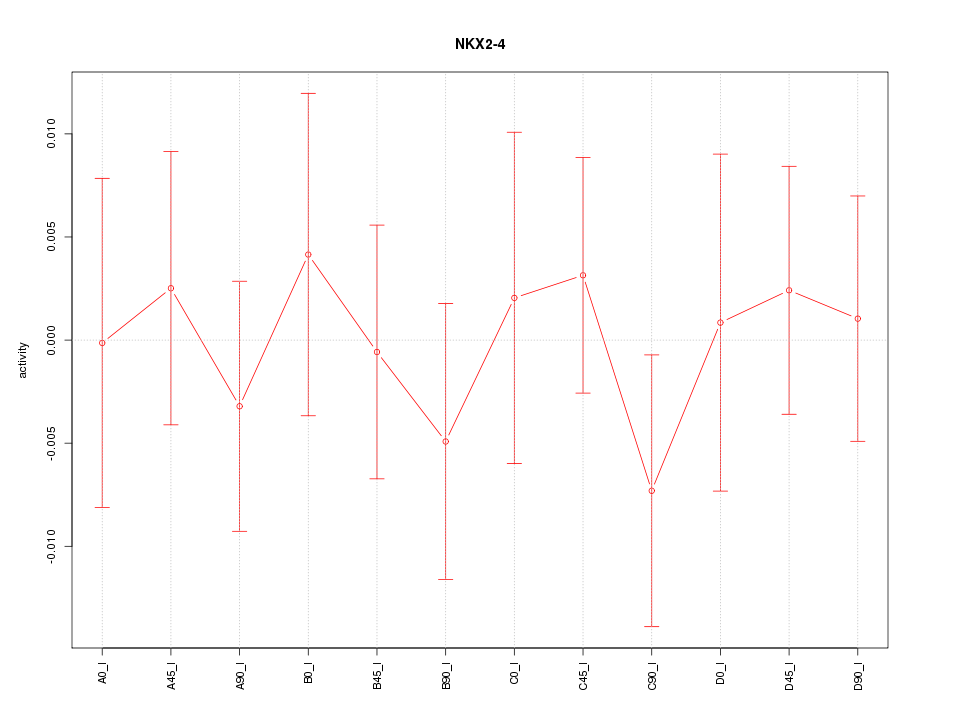 NKX2-4
activity
0.010
0.005
0.000
-0.005
-0.010
A0_I
A45_I
A90_I
B0_I
B45_I
B90_I
C0_I
C45_I
C90_I
D0_I
D45_I
D90_I